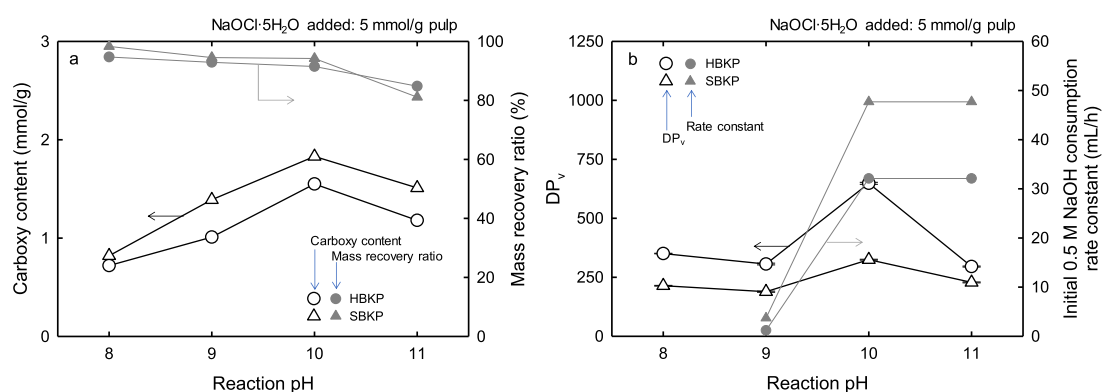 NaOCl·5H2O added: 5 mmol/g pulp
a
3
2
1
0
Carboxy content (mmol/g)
100
80
60
40
20
0
Mass recovery ratio (%)
Carboxy content
Mass recovery ratio
HBKP
SBKP
8 9 10 11
Reaction pH
NaOCl·5H2O added: 5 mmol/g pulp
b
1250
1000
750
500
250
0
DPv
HBKP
SBKP
Rate constant
DPv
60
50
40
30
20
10
0
Initial 0.5 M NaOH consumption
rate constant (mL/h)
8 9 10 11
Reaction pH